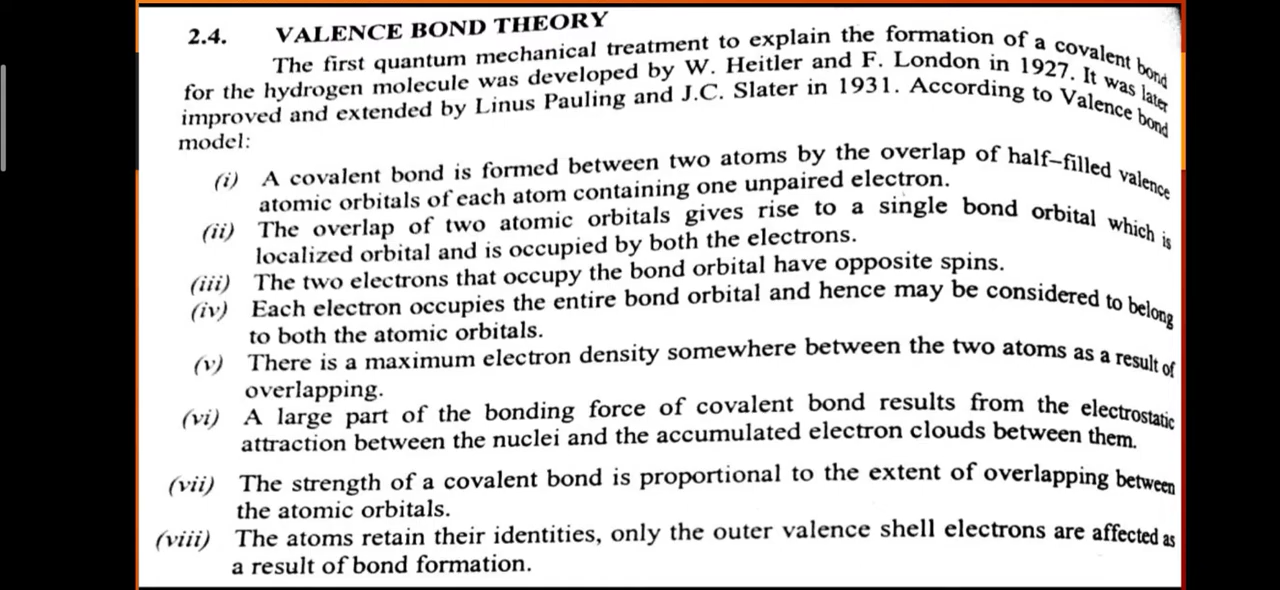 2.4. VALENCE BOND THEORY
The first quantum mechanical treatment to explain the formation of a covalent bond
for the hydrogen molecule was developed by W. Heitler and F. London in 1927. It was later
improved and extended by Linus Pauling and J.C. Slater in 1931. According to Valence bond
model:
(i) A covalent bond is formed between two atoms by the overlap of half–filled valence
atomic orbitals of each atom containing one unpaired electron.
(ii) The overlap of two atomic orbitals gives rise to a single bond orbital which is
localized orbital and is occupied by both the electrons.
(iii) The two electrons that occupy the bond orbital have opposite spins.
(iv) Each electron occupies the entire bond orbital and hence may be considered to belong
to both the atomic orbitals.
(v) There is a maximum electron density somewhere between the two atoms as a result of
overlapping.
(vi) A large part of the bonding force of covalent bond results from the electrostatic
attraction between the nuclei and the accumulated electron clouds between them.
(vii) The strength of a covalent bond is proportional to the extent of overlapping between
the atomic orbitals.
(viii) The atoms retain their identities, only the outer valence shell electrons are affected as
a result of bond formation.